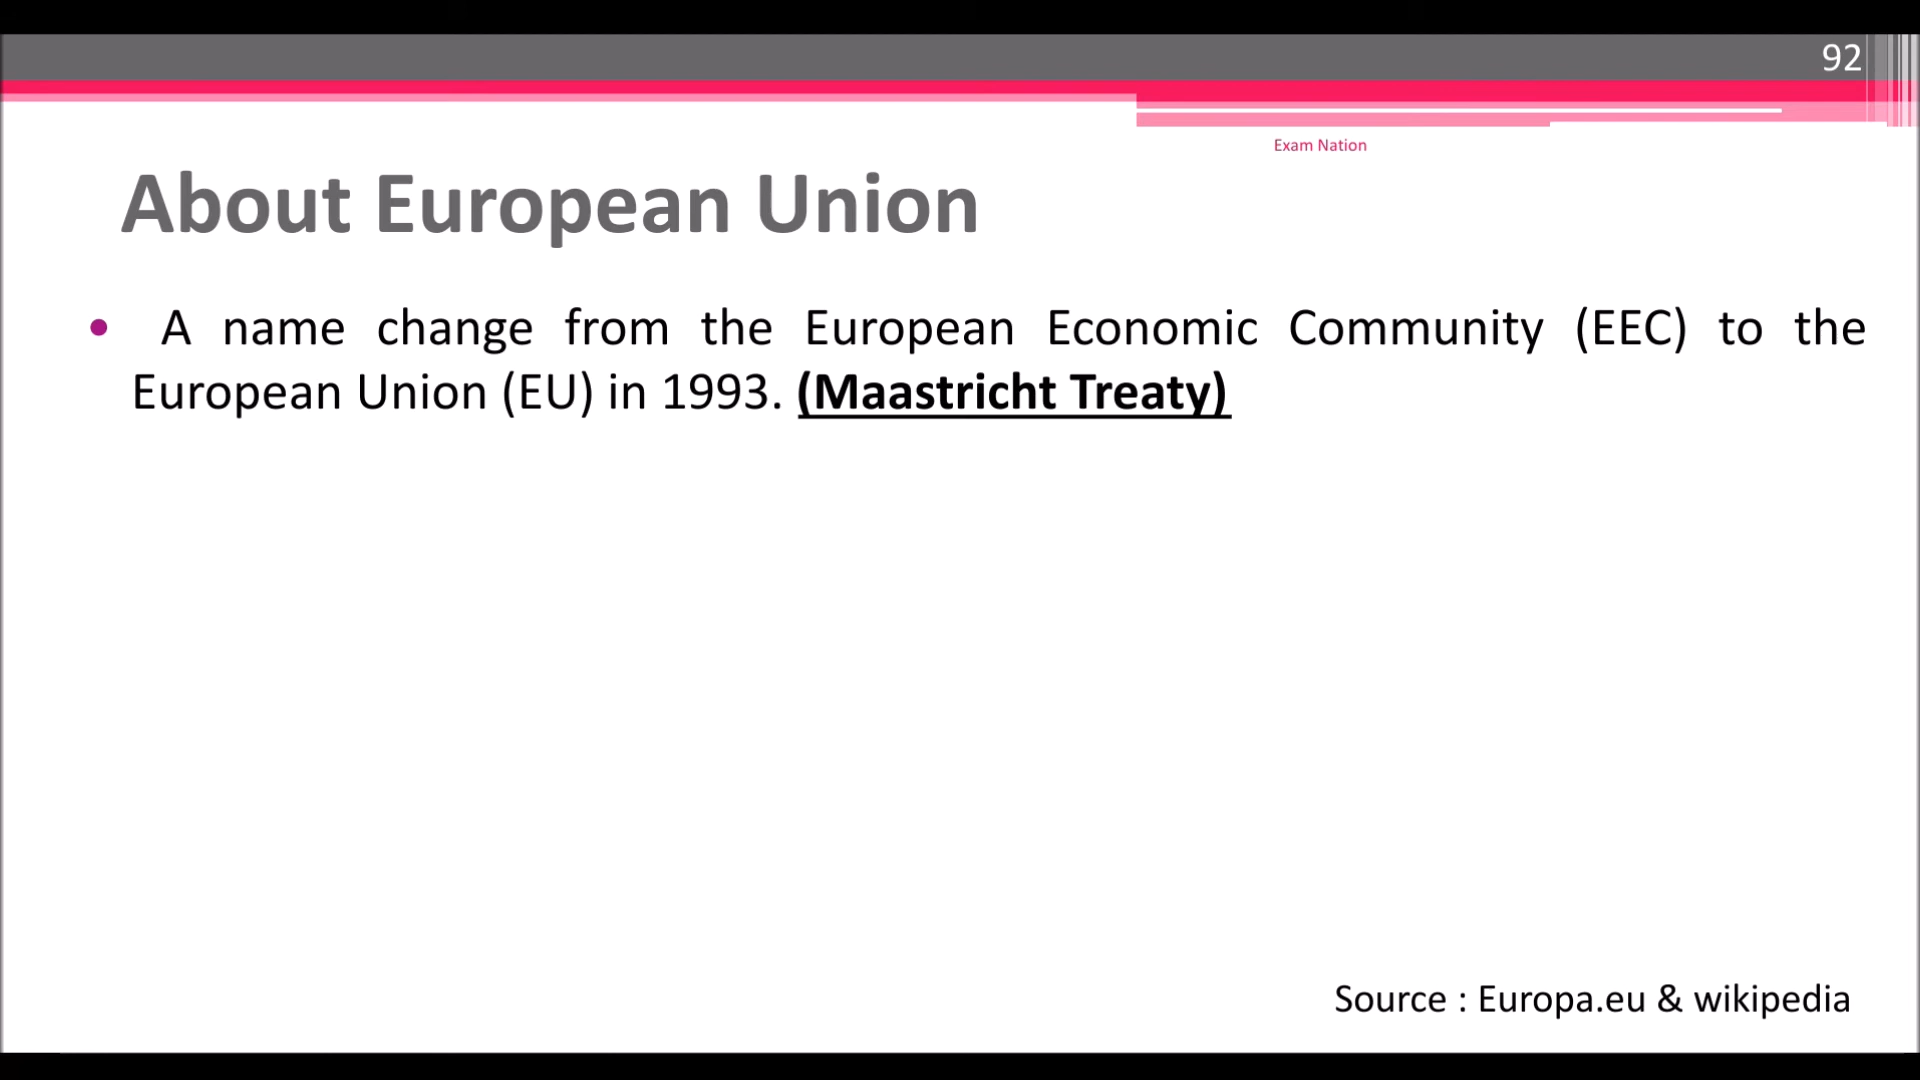 92
Exam Nation
About European Union
• A name change from the European Economic Community (EEC) to the
European Union (EU) in 1993. (Maastricht Treaty)
Source : Europa.eu & wikipedia